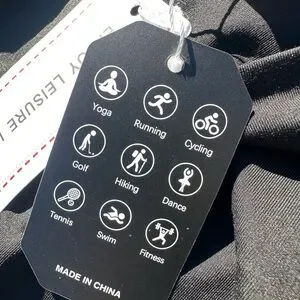 LEISURE
Yoga
Running
Cycling
Golf
Hiking
Dance
Tennis
Swim
Fitness
MADE IN CHINA